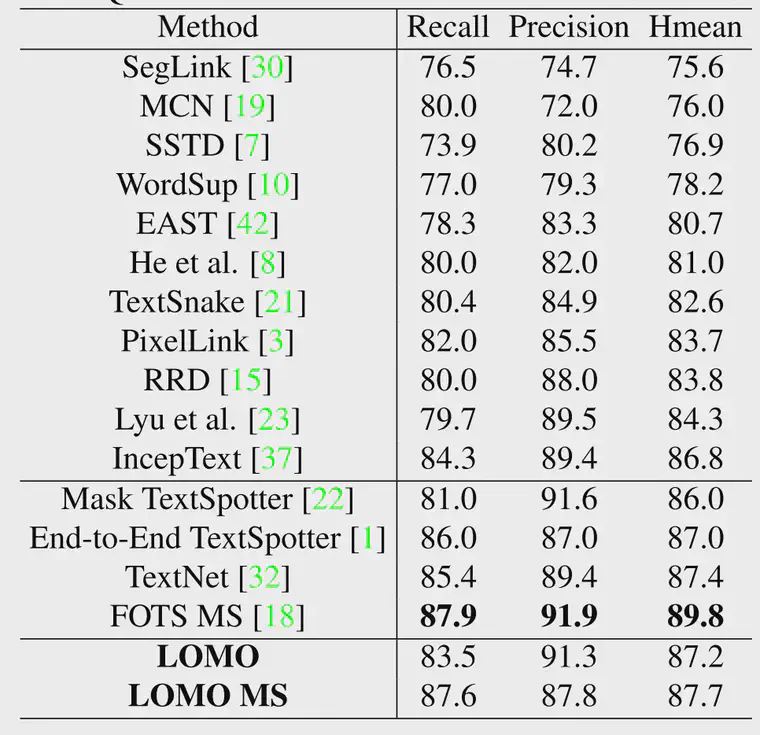 Method Recall Precision Hmean
SegLink [30] 76.5 74.7 75.6
MCN [19] 80.0 72.0 76.0
SSTD [7] 73.9 80.2 76.9
WordSup [10] 77.0 79.3 78.2
EAST [42] 78.3 83.3 80.7
He et al. [8] 80.0 82.0 81.0
TextSnake [21] 80.4 84.9 82.6
PixelLink [3] 82.0 85.5 83.7
RRD [15] 80.0 88.0 83.8
Lyu et al. [23] 79.7 89.5 84.3
IncepText [37] 84.3 89.4 86.8
Mask TextSpotter [22] 81.0 91.6 86.0
End-to-End TextSpotter [1] 86.0 87.0 87.0
TextNet [32] 85.4 89.4 87.4
FOTS MS [18] 87.9 91.9 89.8
LOMO 83.5 91.3 87.2
LOMO MS 87.6 87.8 87.7